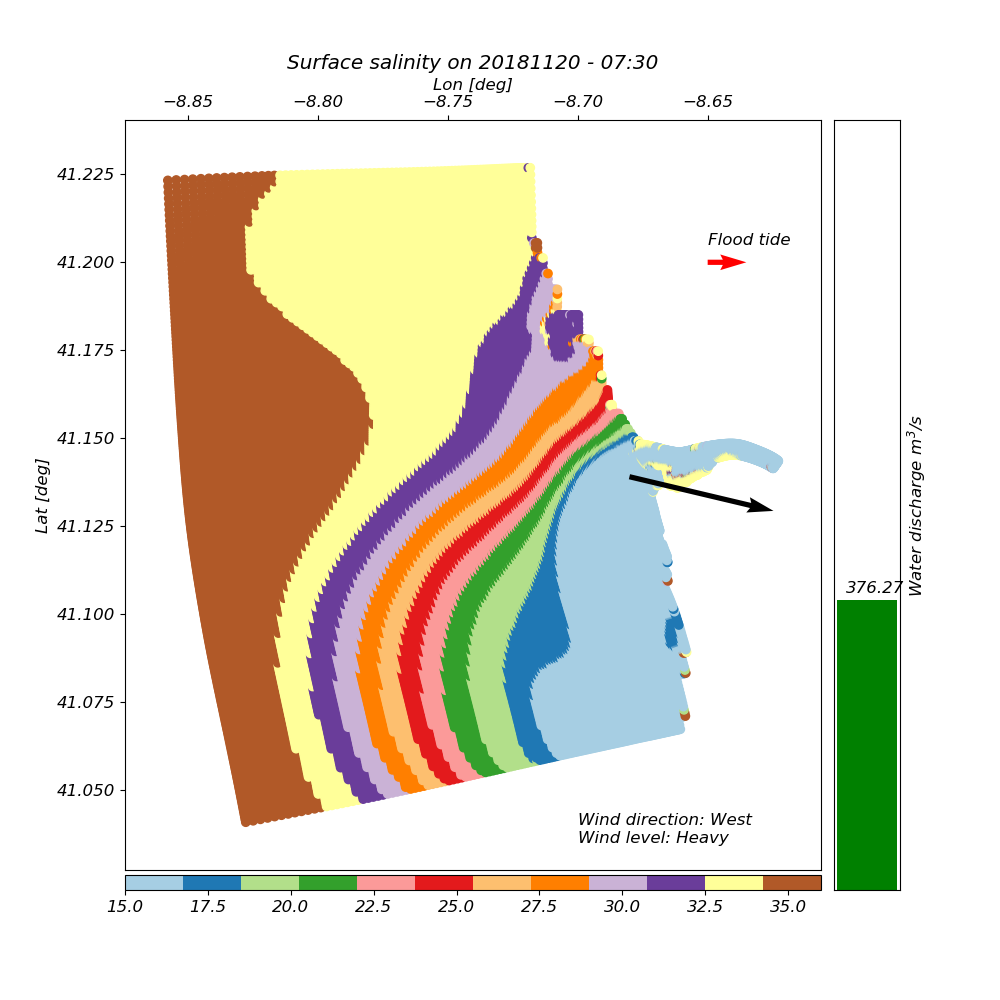 Surface salinity on 20181120 - 07:30
Lon [deg]
−8.85 −8.80 −8.75 −8.70 −8.65
41.225
41.200
41.175
41.150
41.125
41.100
41.075
41.050
Lat [deg]
Flood tide
Wind direction: West
Wind level: Heavy
376.27
Water discharge m³/s
15.0 17.5 20.0 22.5 25.0 27.5 30.0 32.5 35.0